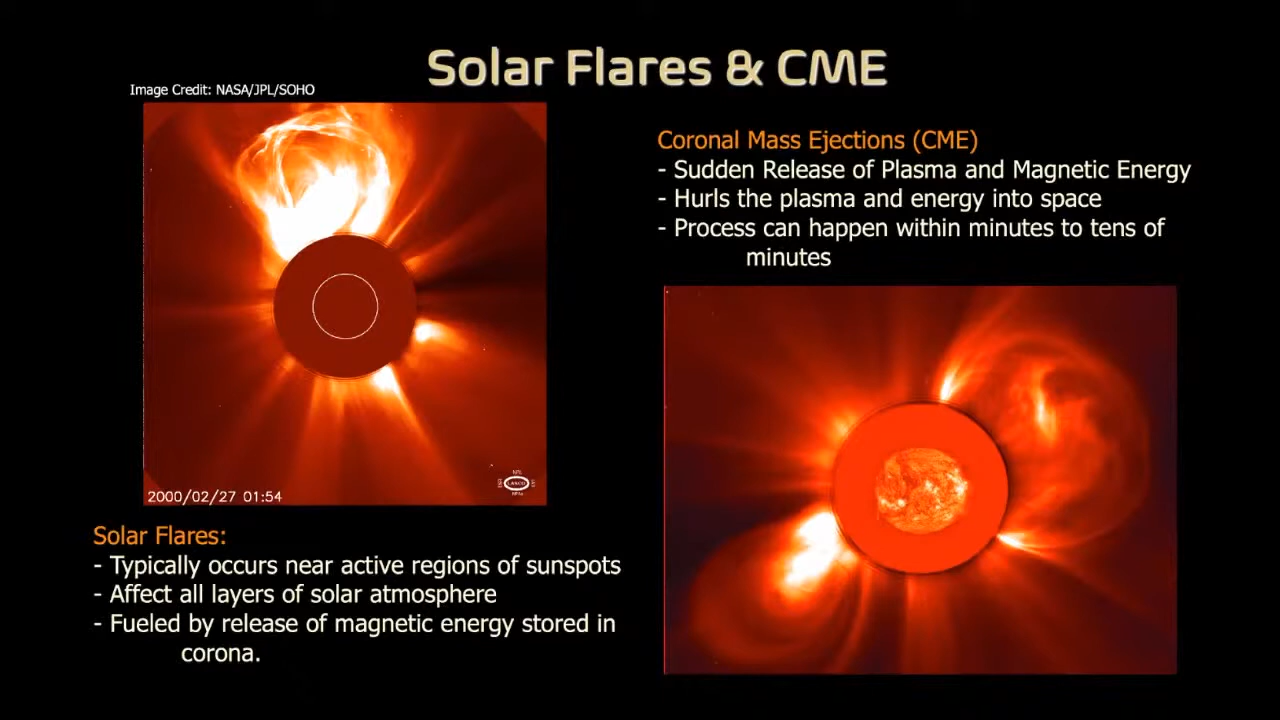 Solar Flares & CME
Image Credit: NASA/JPL/SOHO
2000/02/27 01:54
LASCO
Solar Flares:
- Typically occurs near active regions of sunspots
- Affect all layers of solar atmosphere
- Fueled by release of magnetic energy stored in
corona.
Coronal Mass Ejections (CME)
- Sudden Release of Plasma and Magnetic Energy
- Hurls the plasma and energy into space
- Process can happen within minutes to tens of
minutes